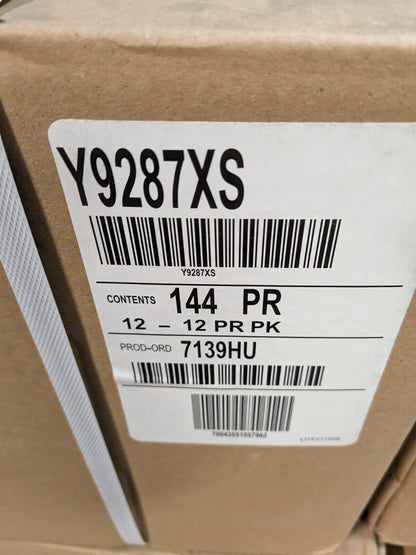 Y9287XS
Y9287XS
CONTENTS 144 PR
12 – 12 PR PK
PROD-ORD 7139HU